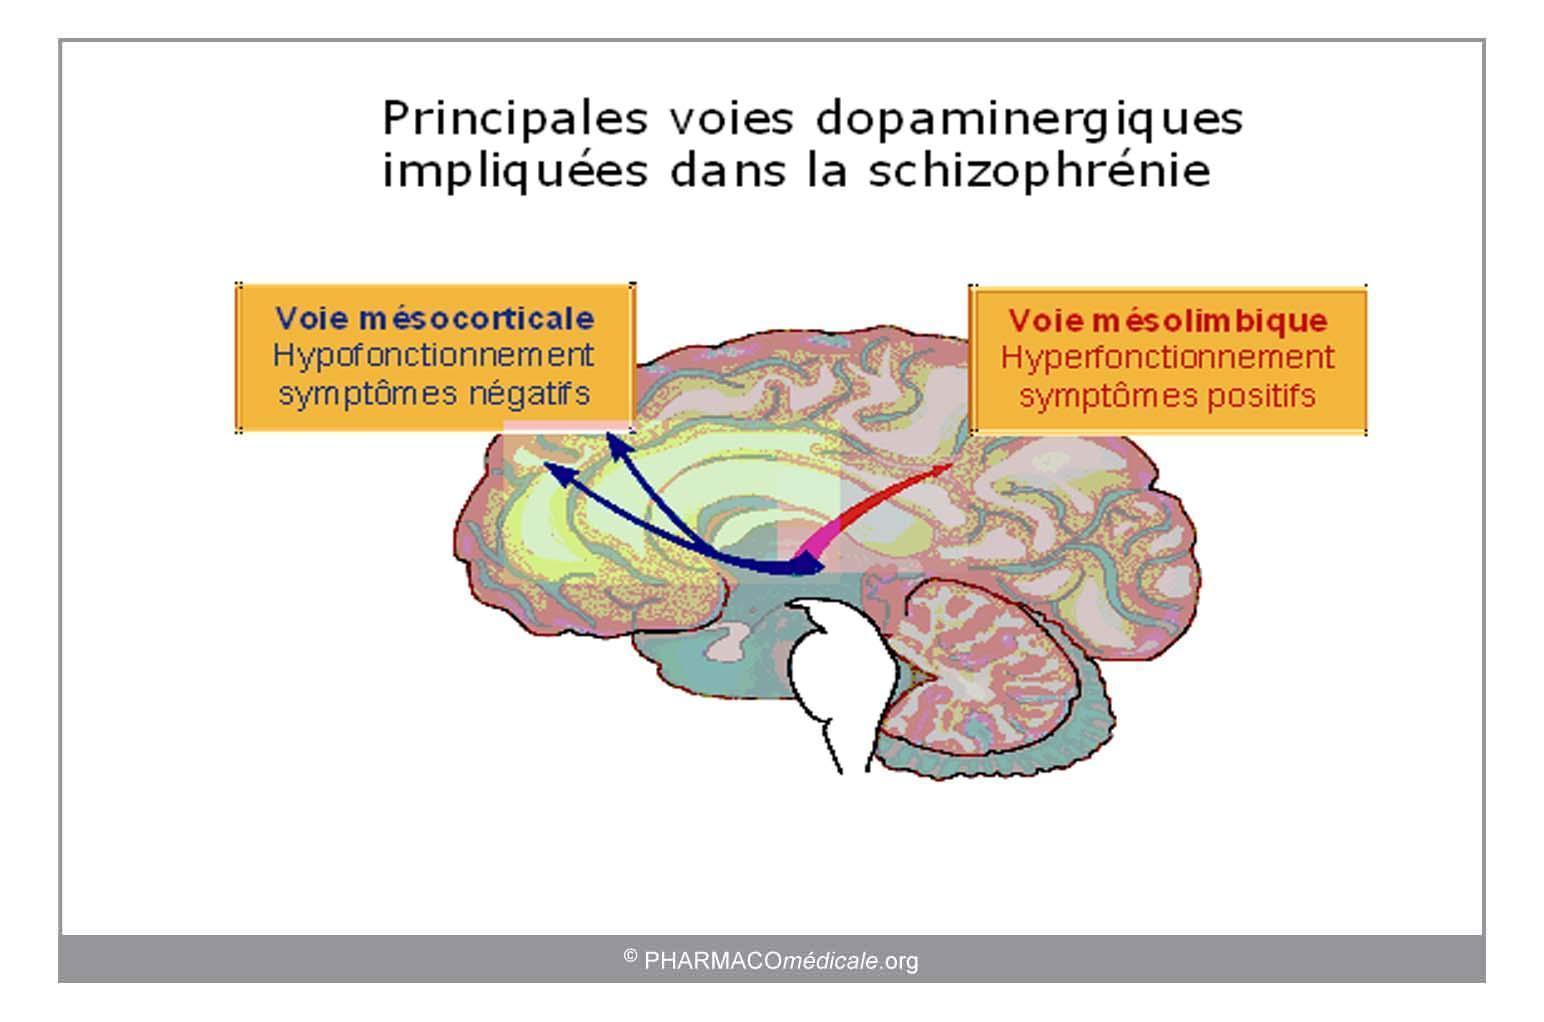 Principales voies dopaminergiques
impliquées dans la schizophrénie
Voie mésocorticale
Hypofonctionnement
symptômes négatifs
Voie mésolimbique
Hyperfonctionnement
symptômes positifs
© PHARMACOmédicale.org